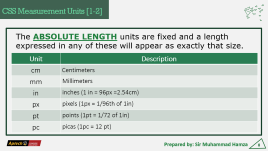 CSS Measurement Units [1-2]
The ABSOLUTE LENGTH units are fixed and a length
expressed in any of these will appear as exactly that size.
Unit Description
cm Centimeters
mm Millimeters
in inches (1 in = 96px =2.54cm)
px pixels (1px = 1/96th of 1in)
pt points (1pt = 1/72 of 1in)
pc picas (1pc = 12 pt)
Aptech
Prepared by: Sir Muhammad Hamza